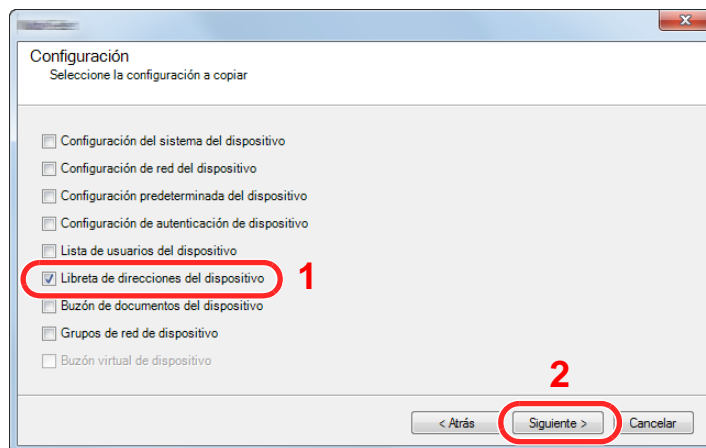 Configuración
Seleccione la configuración a copiar
Configuración del sistema del dispositivo
Configuración de red del dispositivo
Configuración predeterminada del dispositivo
Configuración de autenticación de dispositivo
Lista de usuarios del dispositivo
Libreta de direcciones del dispositivo
1
Buzón de documentos del dispositivo
Grupos de red de dispositivo
Buzón virtual de dispositivo
2
< Atrás
Siguiente >
Cancelar